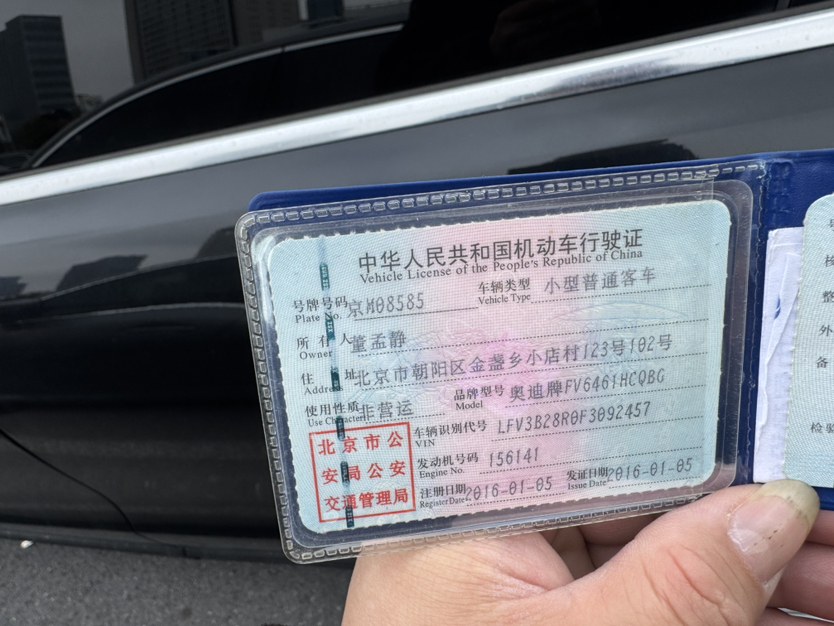 中华人民共和国机动车行驶证
Vehicle License of the People's Republic of China
号牌号码 京M08585 车辆类型 小型普通客车
Plate No. Vehicle Type
所有人 童孟静
Owner
住址 北京市朝阳区金盏乡小店村123号102号
Address
使用性质 非营运 品牌型号 奥迪牌FV6461HCQBG
Use Character Model
北京市公
安局公安
交通管理局
车辆识别代号 LFV3B28R0F3092457
VIN
发动机号码 156141
Engine No.
注册日期 2016-01-05 发证日期 2016-01-05
Register Date Issue Date
检
整
外
备
检验